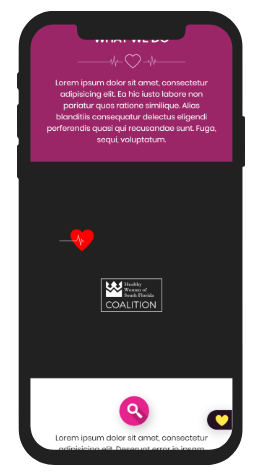 WHAT WE DO
Lorem ipsum dolor sit amet, consectetur
adipisicing elit. Ea hic iusto labore non
pariatur quos ratione similique. Alias
blanditiis consequatur delectus eligendi
perferendis quasi qui recusandae sunt. Fuga,
sequi, voluptatum.
Healthy
Women of
South Florida
COALITION
Lorem ipsum dolor sit amet, consectetur
adipisicing elit. Deserunt error in ipsam